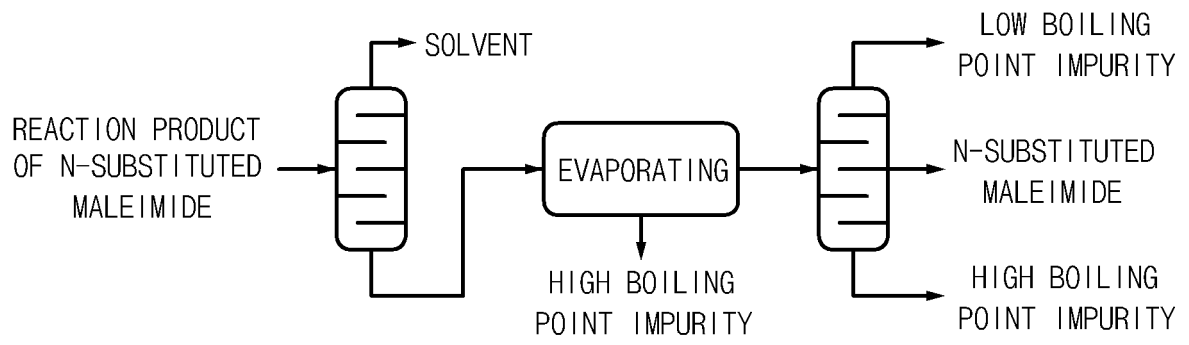 SOLVENT
LOW BOILING
POINT IMPURITY
REACTION PRODUCT
OF N-SUBSTITUTED
MALEIMIDE
EVAPORATING
N-SUBSTITUTED
MALEIMIDE
HIGH BOILING
POINT IMPURITY
HIGH BOILING
POINT IMPURITY